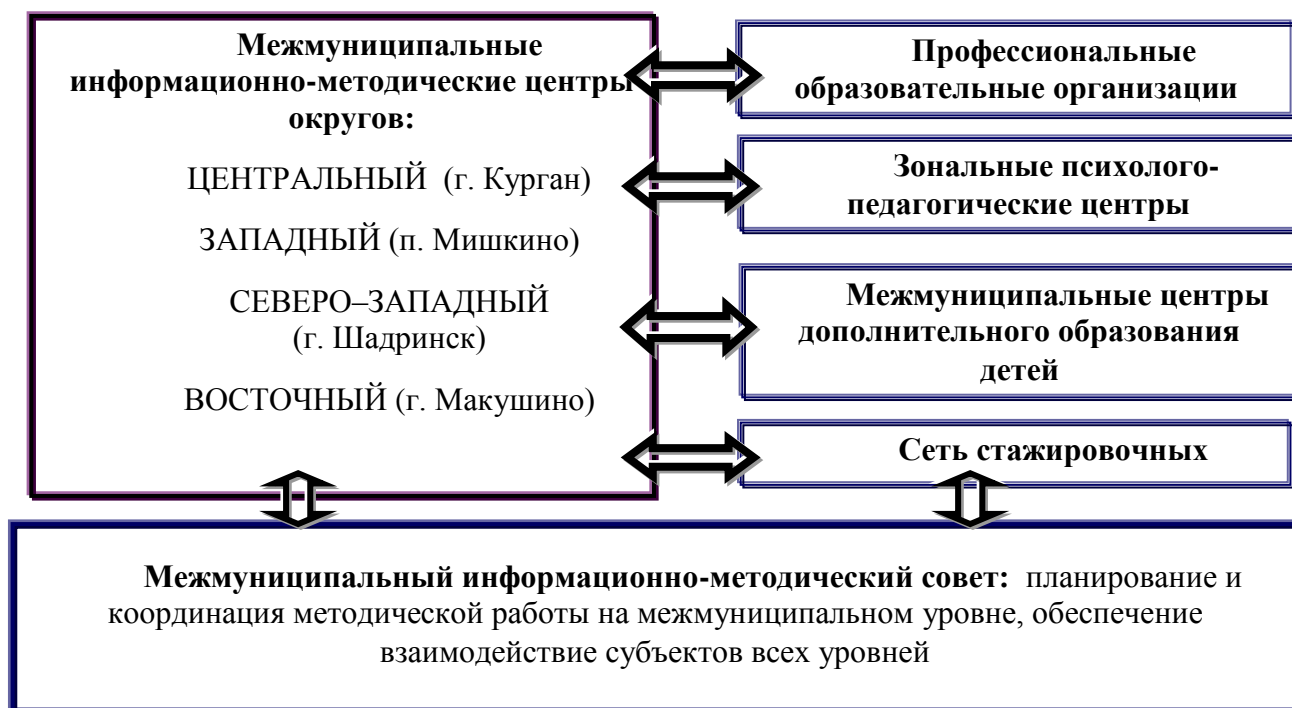 Межмуниципальные
информационно-методические центры
округов:
ЦЕНТРАЛЬНЫЙ (г. Курган)
ЗАПАДНЫЙ (п. Мишкино)
СЕВЕРО–ЗАПАДНЫЙ
(г. Шадринск)
ВОСТОЧНЫЙ (г. Макушино)
Профессиональные
образовательные организации
Зональные психолого-
педагогические центры
Межмуниципальные центры
дополнительного образования
детей
Сеть стажировочных
Межмуниципальный информационно-методический совет: планирование и
координация методической работы на межмуниципальном уровне, обеспечение
взаимодействие субъектов всех уровней